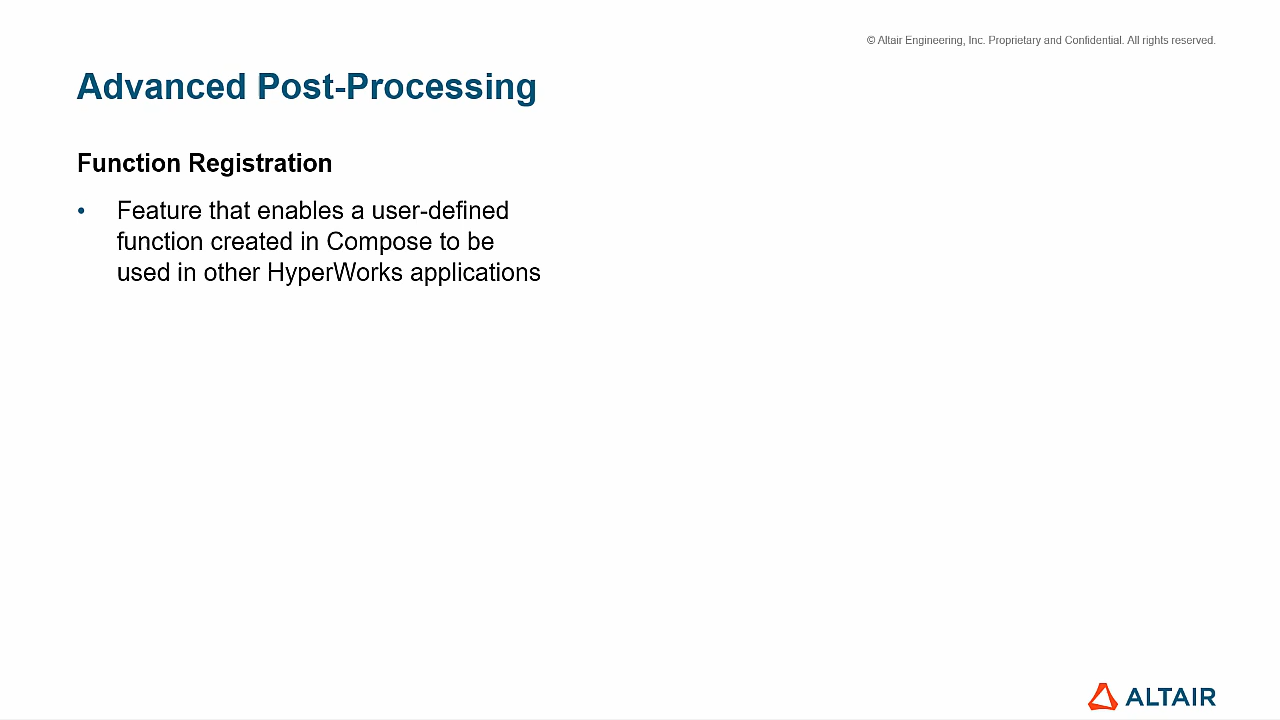 © Altair Engineering, Inc. Proprietary and Confidential. All rights reserved.
Advanced Post-Processing
Function Registration
• Feature that enables a user-defined
function created in Compose to be
used in other HyperWorks applications
ALTAIR